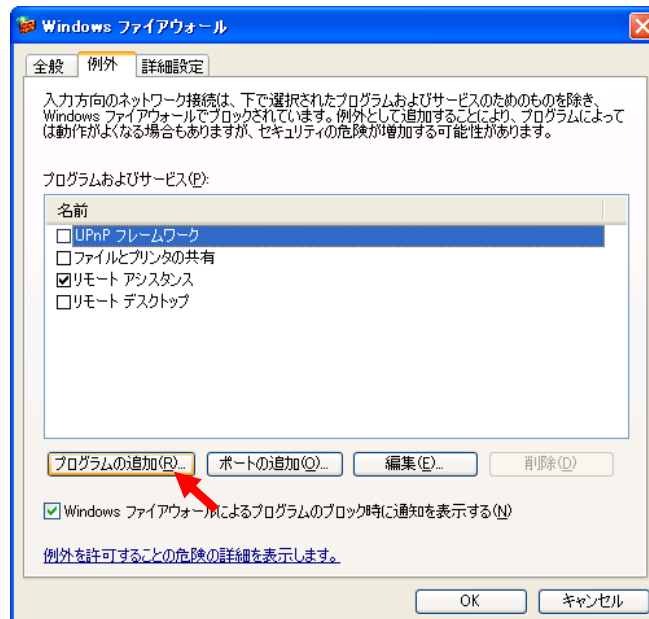 Windows ファイアウォール
全般
例外
詳細設定
入力方向のネットワーク接続は、下で選択されたプログラムおよびサービスのためのものを除き、
Windows ファイアウォールでブロックされています。例外として追加することにより、プログラムによって
は動作がよくなる場合もありますが、セキュリティの危険が増加する可能性があります。
プログラムおよびサービス(P):
名前
UPnP フレームワーク
ファイルとプリンタの共有
リモート アシスタンス
リモート デスクトップ
プログラムの追加(R)...
ポートの追加(O)...
編集(E)...
削除(D)
Windows ファイアウォールによるプログラムのブロック時に通知を表示する(N)
例外を許可することの危険の詳細を表示します。
OK
キャンセル